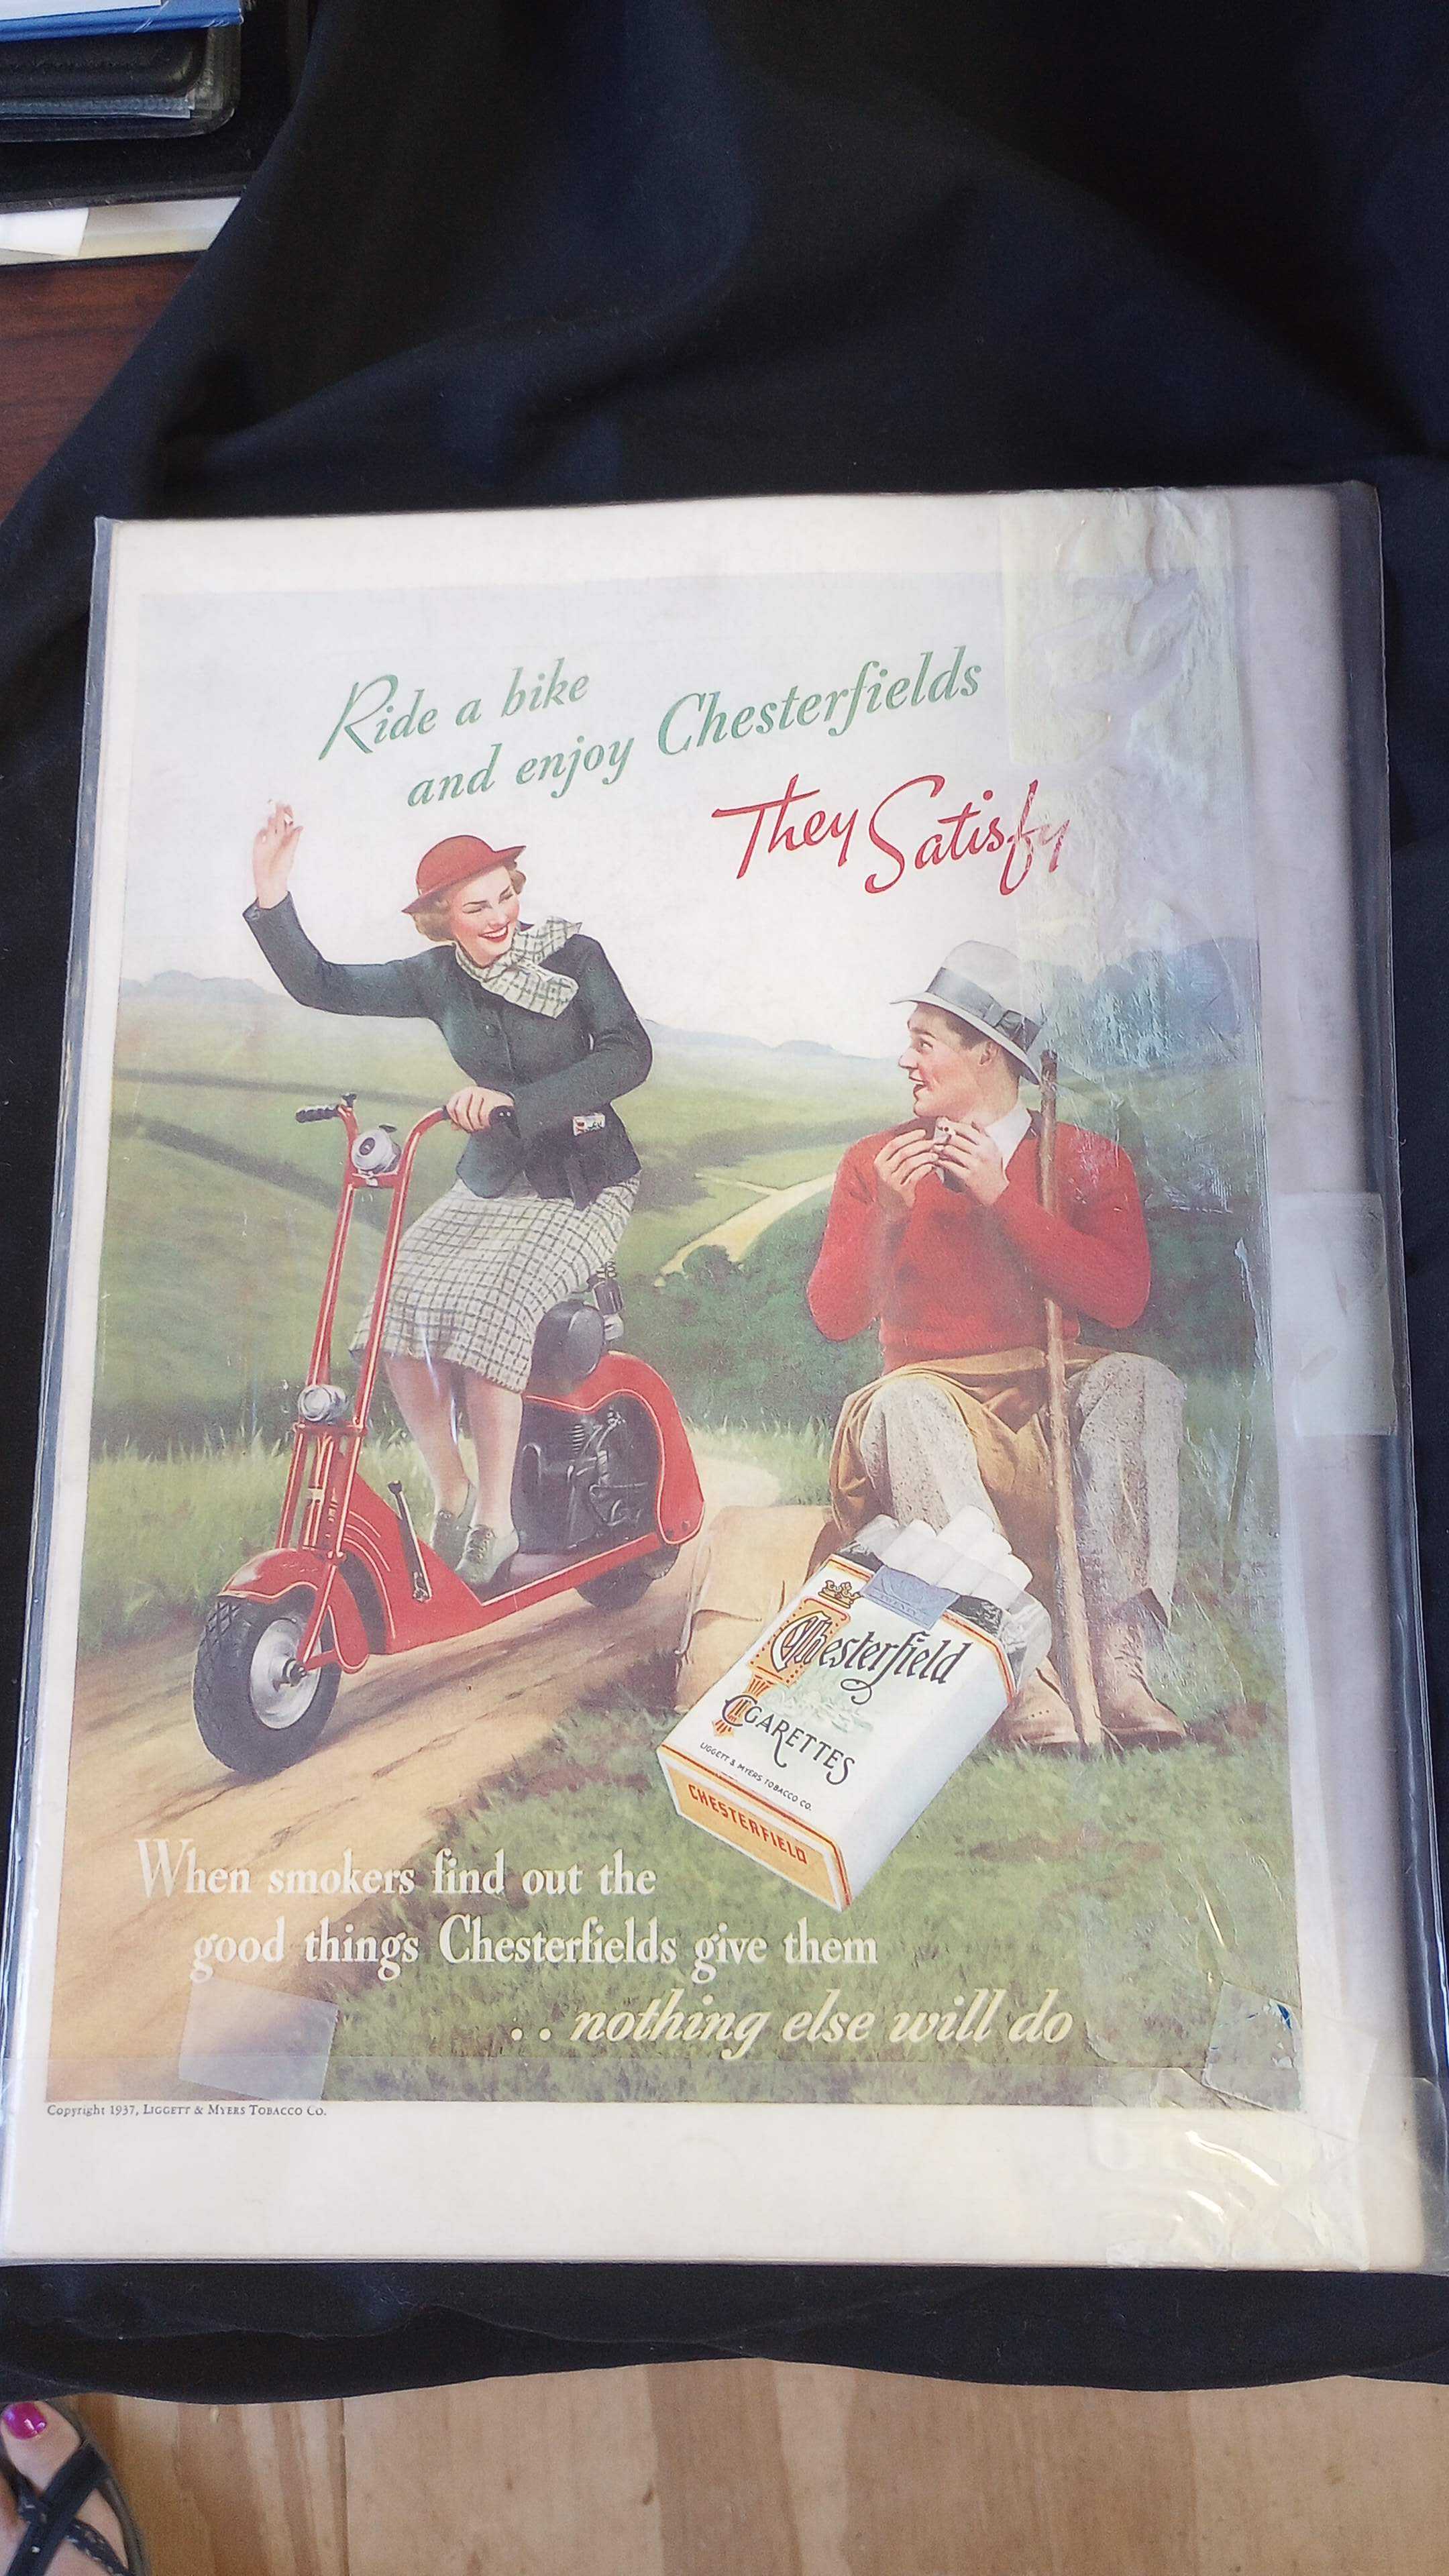 Ride a bike
and enjoy Chesterfields
They Satisfy
Chesterfield
CIGARETTES
LIGGETT & MYERS TOBACCO CO.
CHESTERFIELD
When smokers find out the
good things Chesterfields give them
.. nothing else will do
Copyright 1937, LIGGETT & MYERS TOBACCO CO.